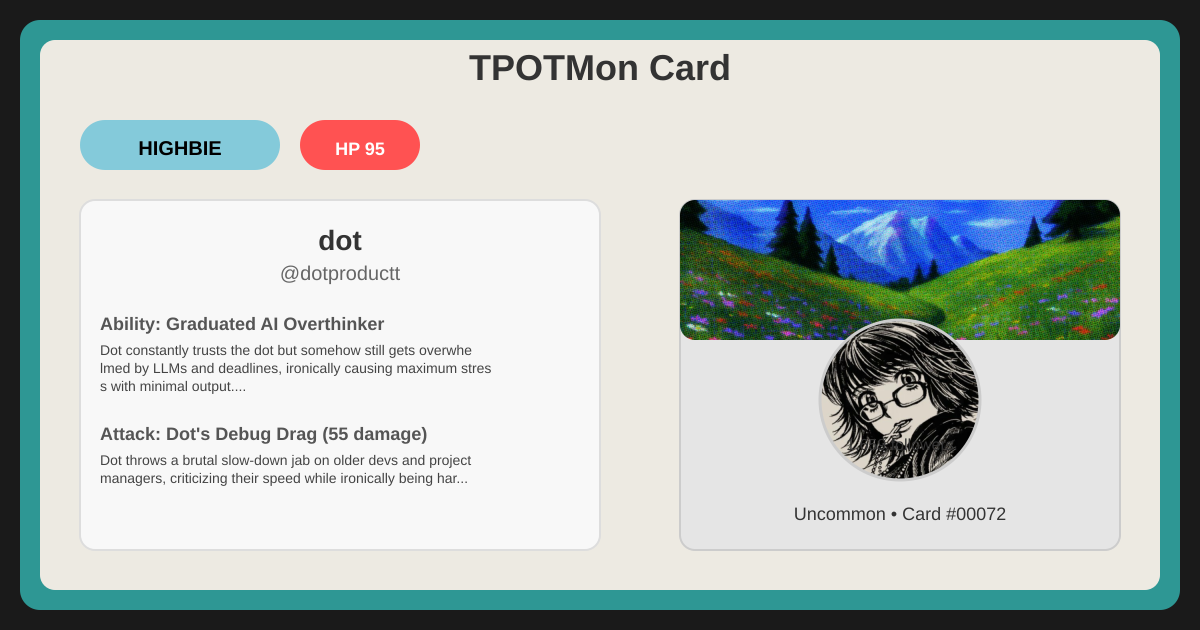 TPOTMon Card
HIGHBIE
HP 95
dot
@dotproductt
Ability: Graduated AI Overthinker
Dot constantly trusts the dot but somehow still gets overwhe
lmed by LLMs and deadlines, ironically causing maximum stres
s with minimal output....
Attack: Dot's Debug Drag (55 damage)
Dot throws a brutal slow-down jab on older devs and project
managers, criticizing their speed while ironically being har...
Uncommon • Card #00072